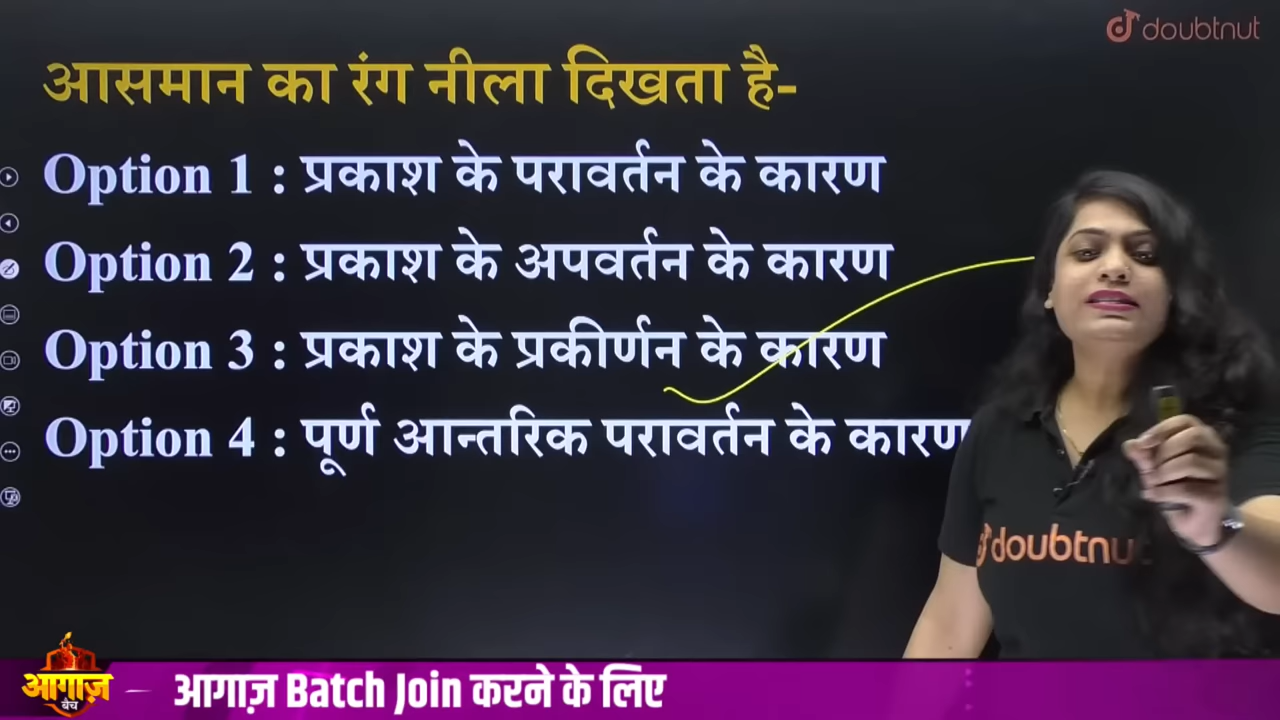 doubtnut
आसमान का रंग नीला दिखता है-
Option 1 : प्रकाश के परावर्तन के कारण
Option 2 : प्रकाश के अपवर्तन के कारण
Option 3 : प्रकाश के प्रकीर्णन के कारण
Option 4 : पूर्ण आन्तरिक परावर्तन के कारण
doubtnut
आगाज़
बैच
आगाज़ Batch Join करने के लिए